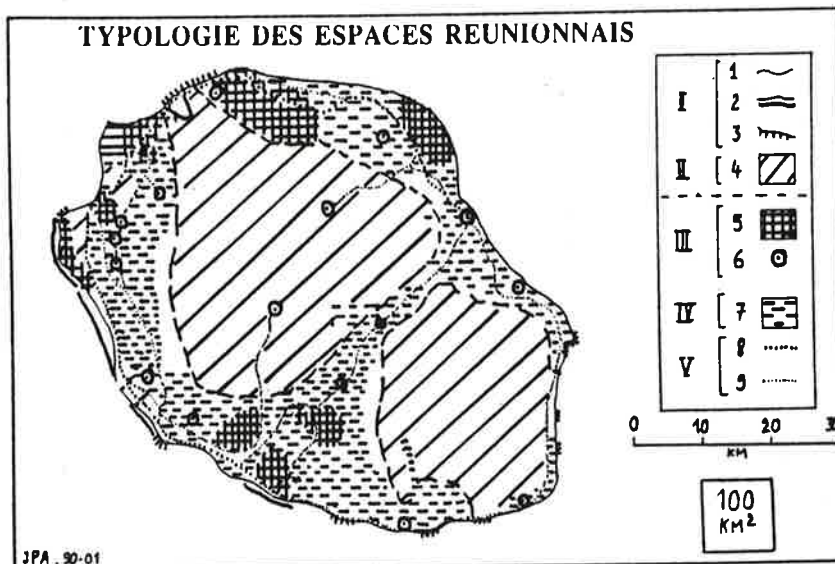 TYPOLOGIE DES ESPACES REUNIONNAIS
I
1
2
3
II 4
III
5
6
IV 7
V
8
9
0 10 20 30
KM
100
KM²
JPA . 90-01